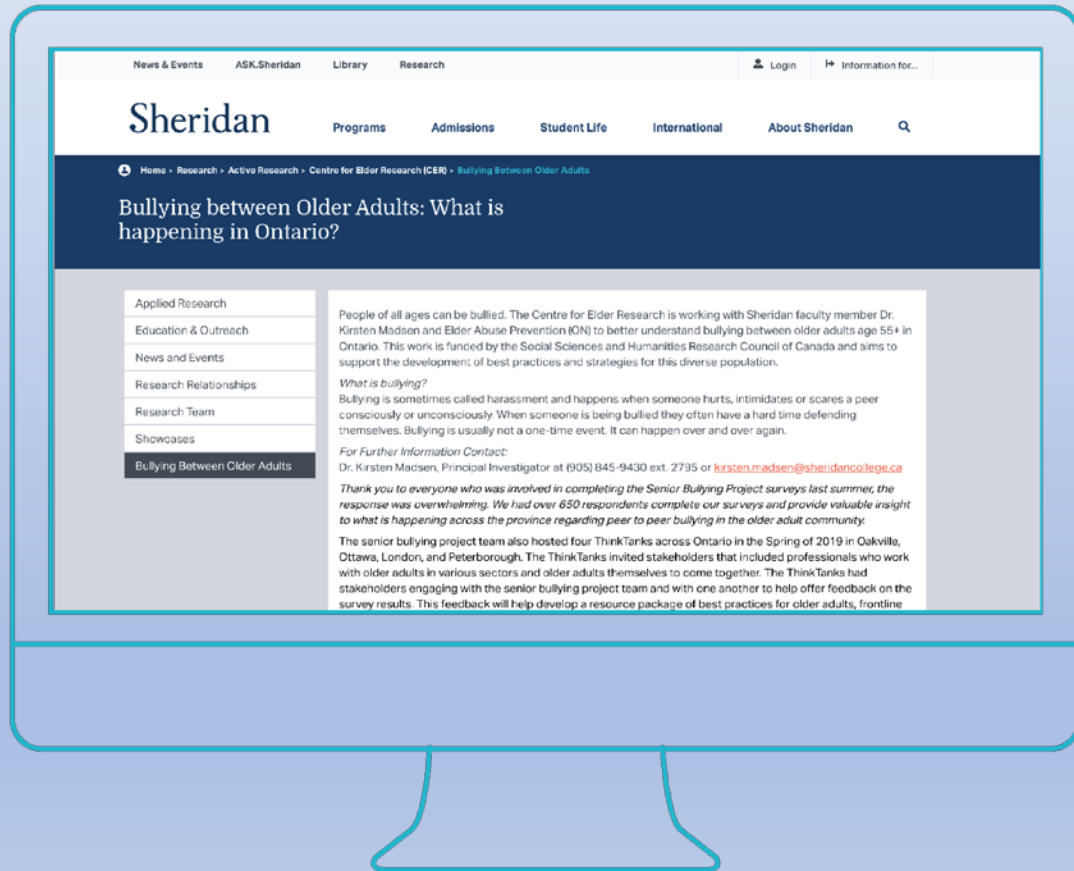 News & Events ASK.Sheridan Library Research Login Information for...
Sheridan Programs Admissions Student Life International About Sheridan
Home > Research > Active Research > Centre for Elder Research (CER) > Bullying Between Older Adults
Bullying between Older Adults: What is
happening in Ontario?
Applied Research
Education & Outreach
News and Events
Research Relationships
Research Team
Showcases
Bullying Between Older Adults
People of all ages can be bullied. The Centre for Elder Research is working with Sheridan faculty member Dr.
Kirsten Madsen and Elder Abuse Prevention (ON) to better understand bullying between older adults age 55+ in
Ontario. This work is funded by the Social Sciences and Humanities Research Council of Canada and aims to
support the development of best practices and strategies for this diverse population.
What is bullying?
Bullying is sometimes called harassment and happens when someone hurts, intimidates or scares a peer
consciously or unconsciously. When someone is being bullied they often have a hard time defending
themselves. Bullying is usually not a one-time event. It can happen over and over again.
For Further Information Contact:
Dr. Kirsten Madsen, Principal Investigator at (905) 845-9430 ext. 2795 or kirsten.madsen@sheridancollege.ca
Thank you to everyone who was involved in completing the Senior Bullying Project surveys last summer, the
response was overwhelming. We had over 650 respondents complete our surveys and provide valuable insight
to what is happening across the province regarding peer to peer bullying in the older adult community.
The senior bullying project team also hosted four ThinkTanks across Ontario in the Spring of 2019 in Oakville,
Ottawa, London, and Peterborough. The ThinkTanks invited stakeholders that included professionals who work
with older adults in various sectors and older adults themselves to come together. The ThinkTanks had
stakeholders engaging with the senior bullying project team and with one another to help offer feedback on the
survey results. This feedback will help develop a resource package of best practices for older adults, frontline